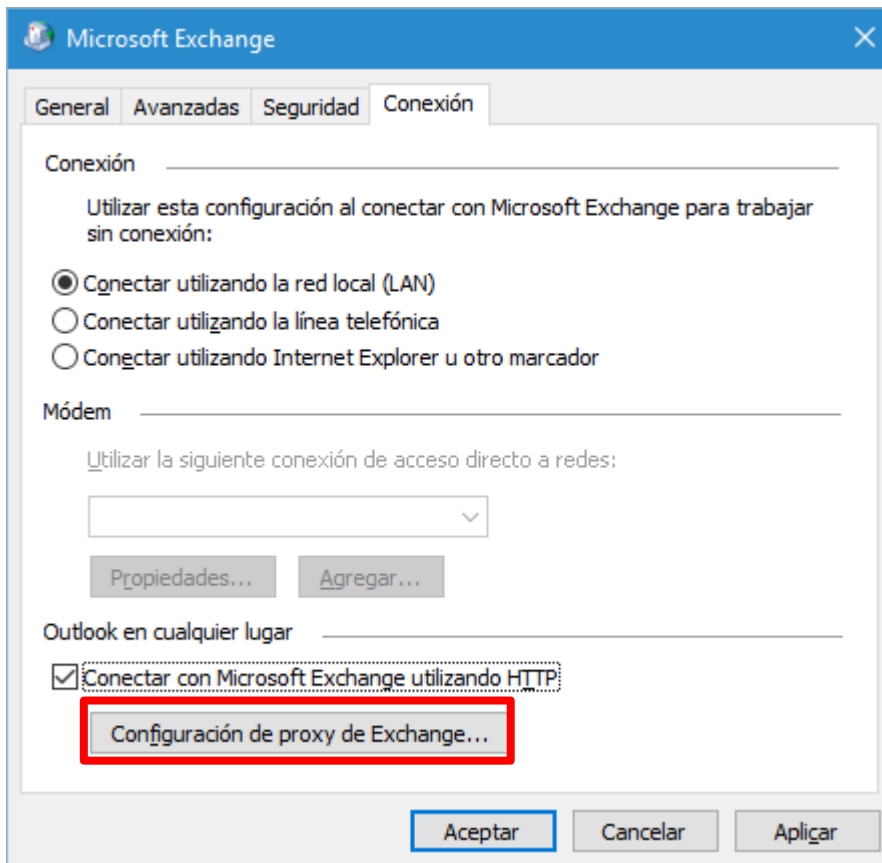 Microsoft Exchange
General Avanzadas Seguridad Conexión
Conexión
Utilizar esta configuración al conectar con Microsoft Exchange para trabajar
sin conexión:
Conectar utilizando la red local (LAN)
Conectar utilizando la línea telefónica
Conectar utilizando Internet Explorer u otro marcador
Módem
Utilizar la siguiente conexión de acceso directo a redes:
Propiedades... Agregar...
Outlook en cualquier lugar
Conectar con Microsoft Exchange utilizando HTTP
Configuración de proxy de Exchange...
Aceptar Cancelar Aplicar